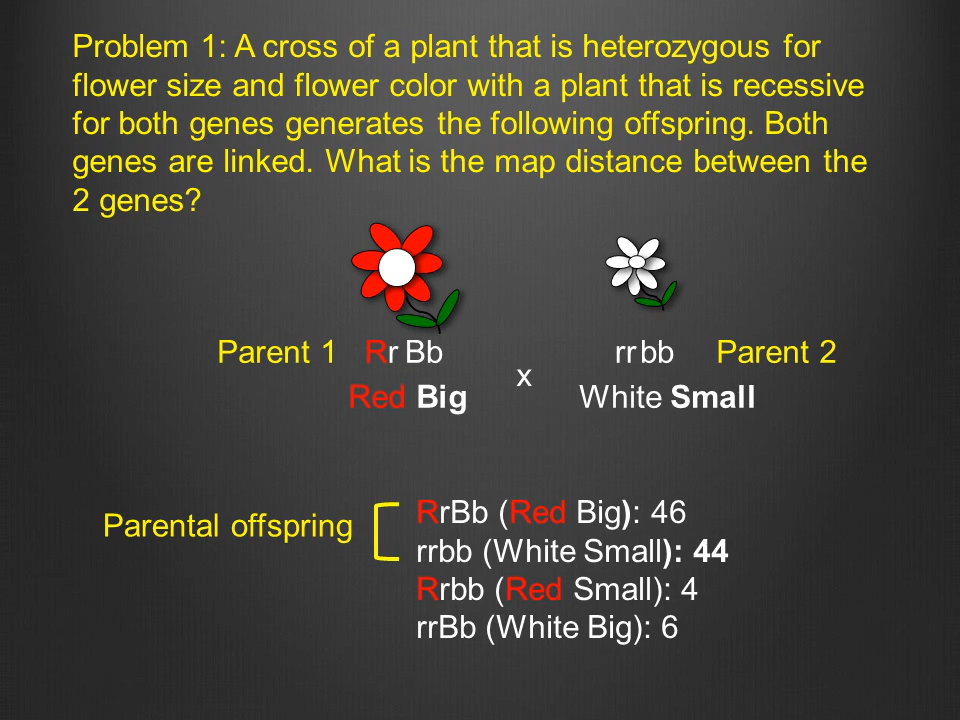 Problem 1: A cross of a plant that is heterozygous for
flower size and flower color with a plant that is recessive
for both genes generates the following offspring. Both
genes are linked. What is the map distance between the
2 genes?
Parent 1 Rr Bb rr bb Parent 2
x
Red Big White Small
Parental offspring
RrBb (Red Big): 46
rrbb (White Small): 44
Rrbb (Red Small): 4
rrBb (White Big): 6